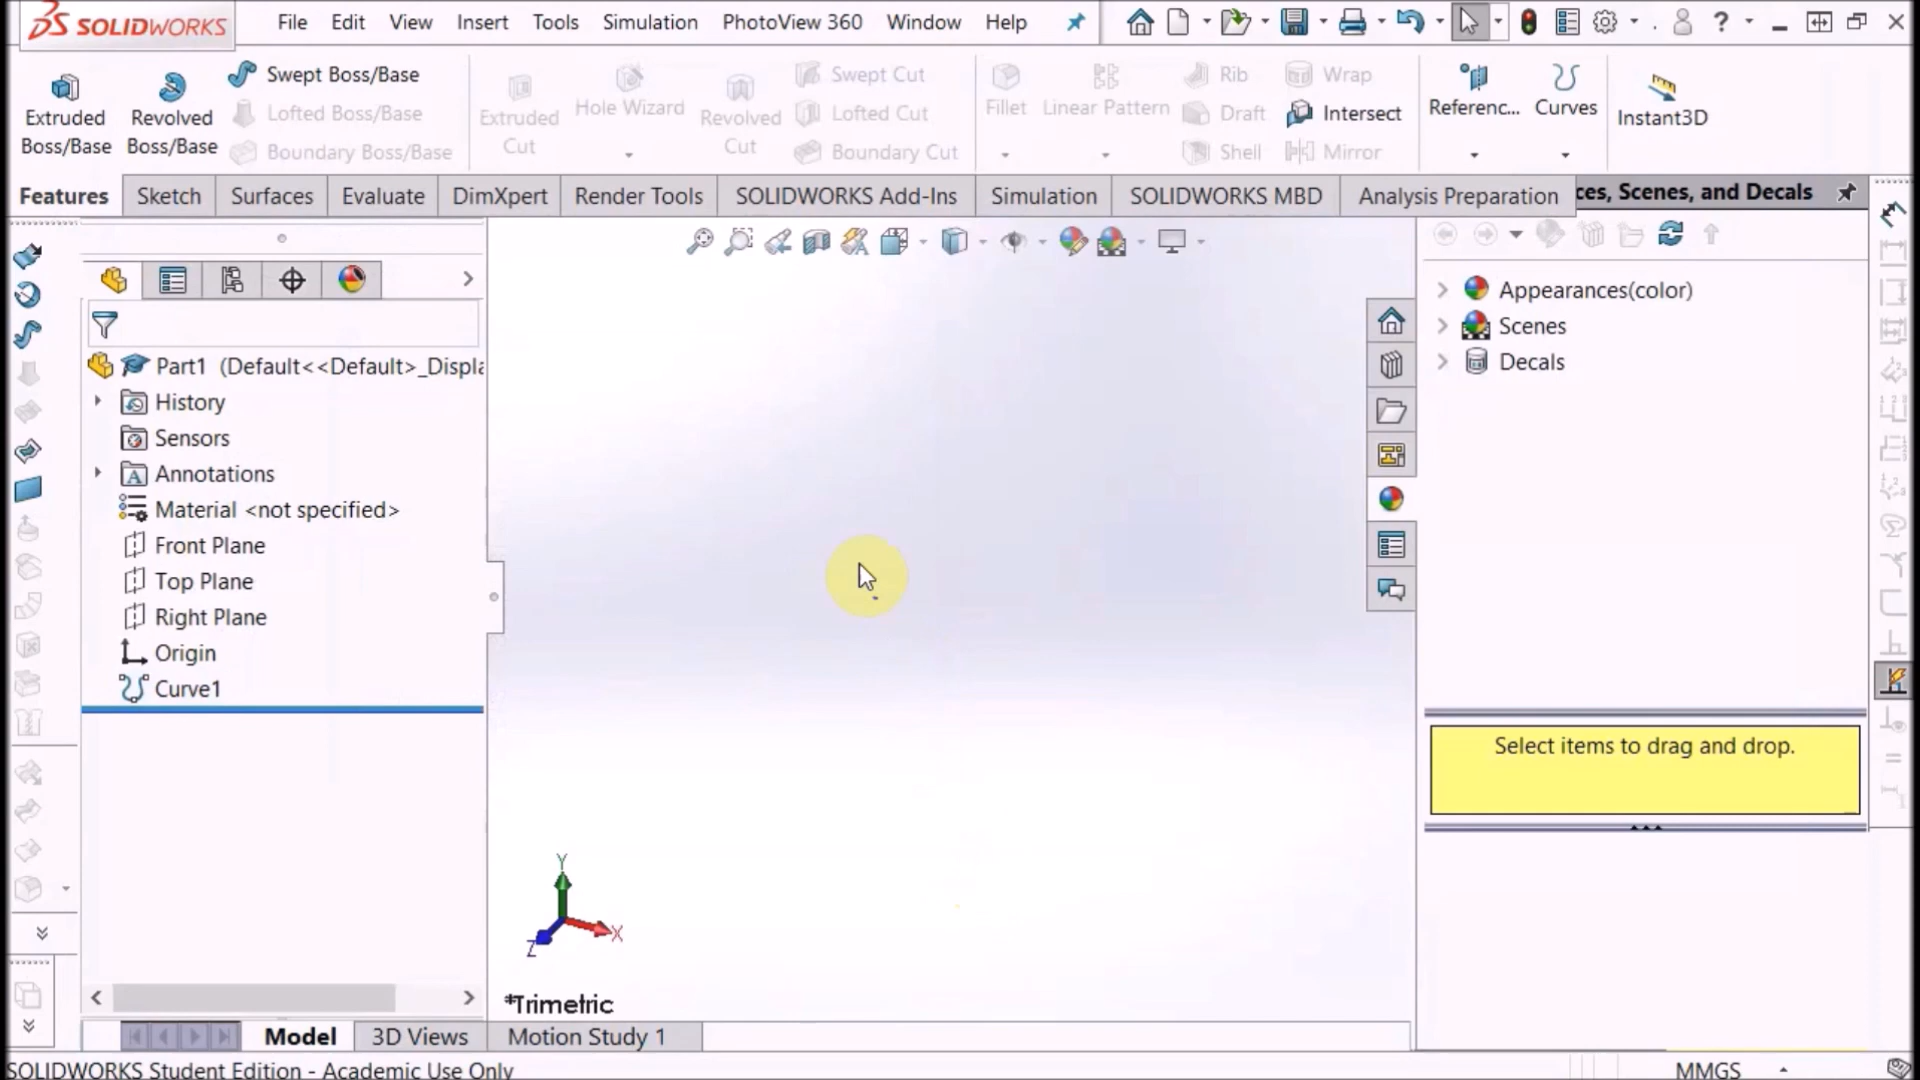 SOLIDWORKS
File Edit View Insert Tools Simulation PhotoView 360 Window Help
Extruded Boss/Base
Revolved Boss/Base
Swept Boss/Base
Lofted Boss/Base
Boundary Boss/Base
Extruded Cut
Hole Wizard
Revolved Cut
Swept Cut
Lofted Cut
Boundary Cut
Fillet
Linear Pattern
Rib
Draft
Shell
Wrap
Intersect
Mirror
Referenc...
Curves
Instant3D
Features Sketch Surfaces Evaluate DimXpert Render Tools SOLIDWORKS Add-Ins Simulation SOLIDWORKS MBD Analysis Preparation
ces, Scenes, and Decals
Part1 (Default<<Default>_Displa
History
Sensors
Annotations
Material <not specified>
Front Plane
Top Plane
Right Plane
Origin
Curve1
Appearances(color)
Scenes
Decals
Select items to drag and drop.
Y
X
Z
*Trimetric
Model 3D Views Motion Study 1
SOLIDWORKS Student Edition - Academic Use Only
MMGS